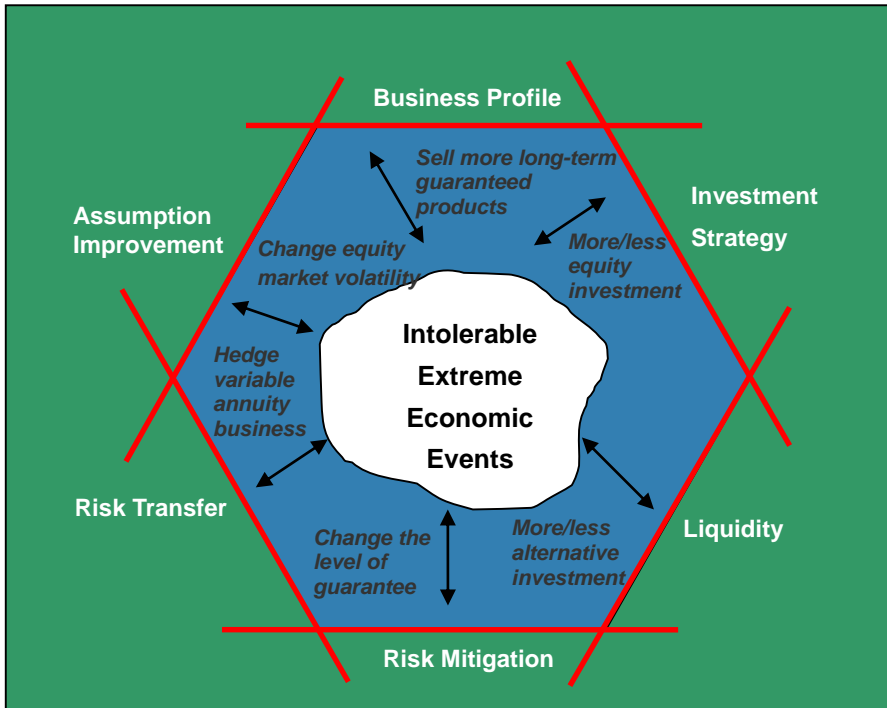 Business Profile
Sell more long-term
guaranteed
products
Investment
Strategy
Assumption
Improvement
Change equity
market volatility
More/less
equity
investment
Intolerable
Extreme
Economic
Events
Hedge
variable
annuity
business
Risk Transfer
Change the
level of
guarantee
More/less
alternative
investment
Liquidity
Risk Mitigation